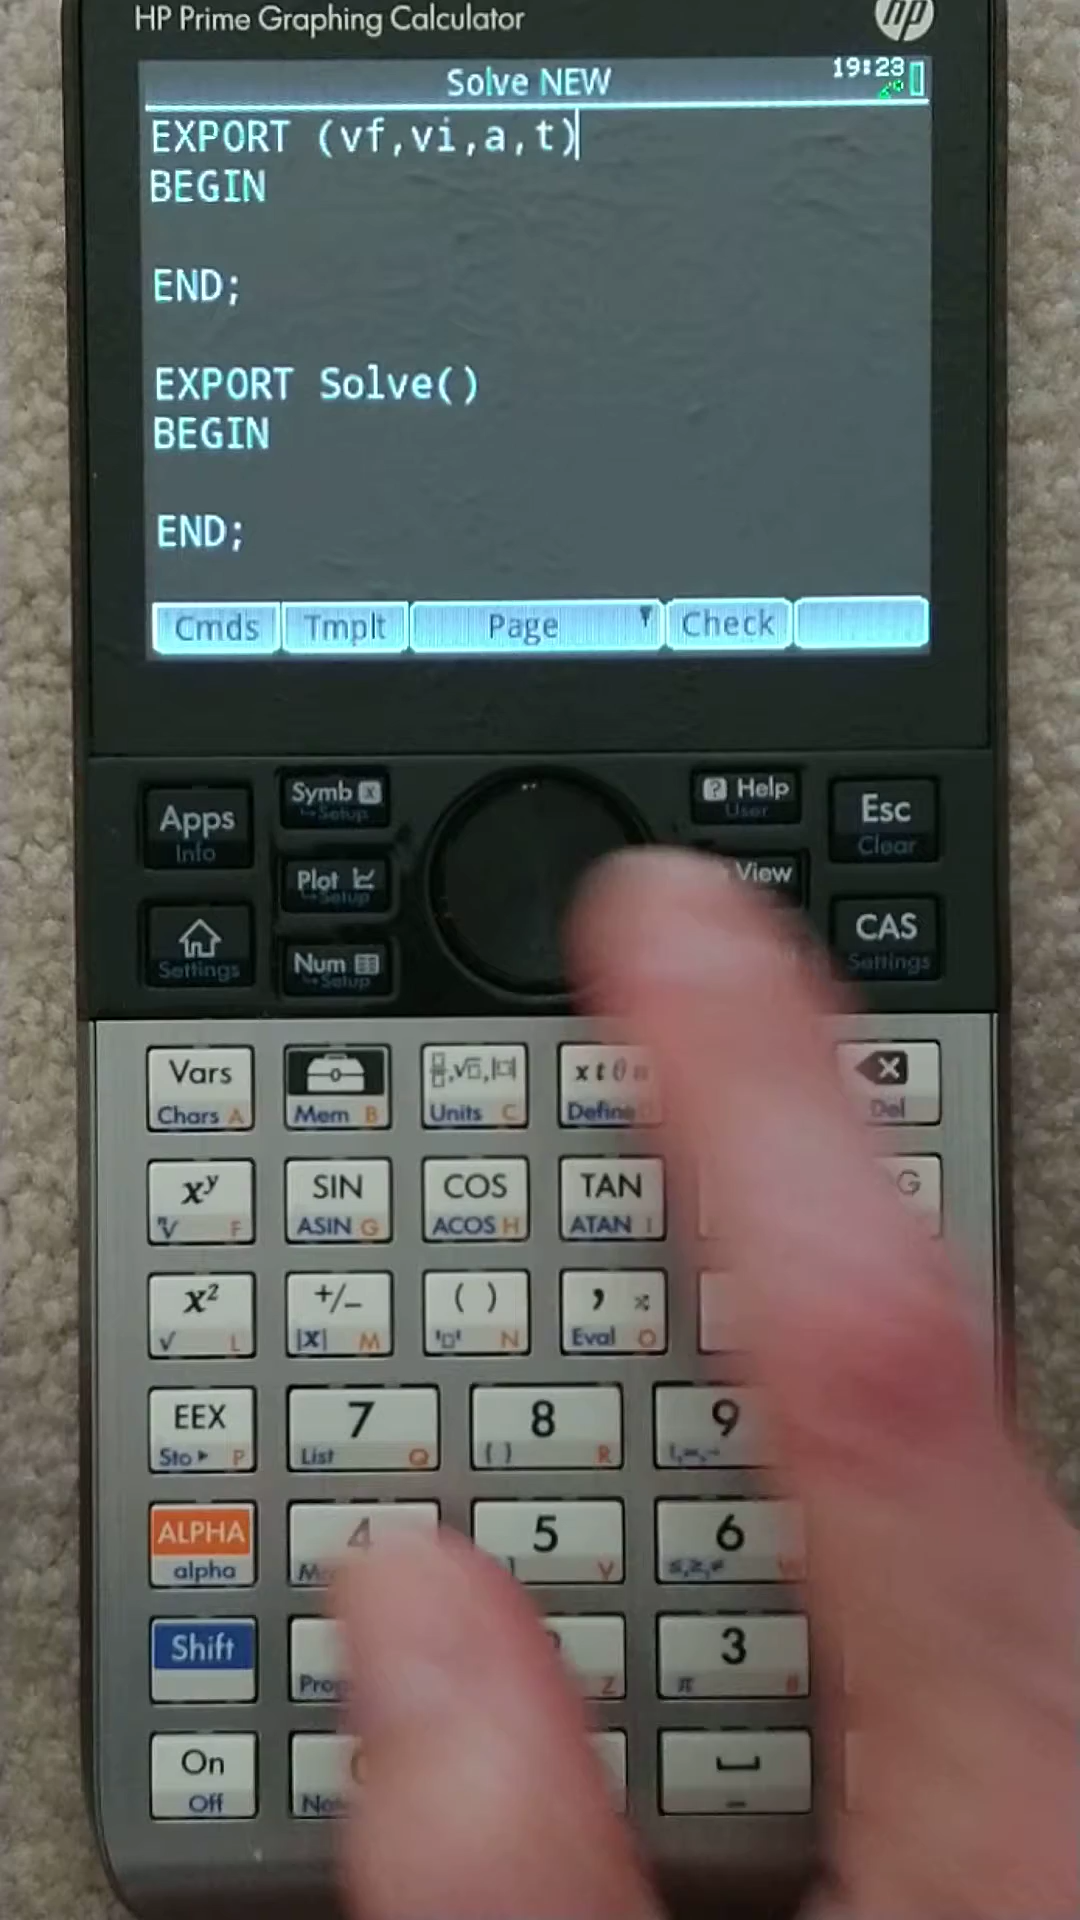 HP Prime Graphing Calculator
hp
Solve NEW
19:23
EXPORT (vf,vi,a,t)
BEGIN
END;
EXPORT Solve()
BEGIN
END;
Cmds Tmplt Page Check
Apps
Info
Symb
Setup
Help
User
Esc
Clear
Plot
Setup
View
Settings
Num
Setup
CAS
Settings
Vars
Chars A
Mem B
Units C
x t θ n
Define
Del
xʸ
F
SIN
ASIN G
COS
ACOS H
TAN
ATAN I
x²
√ L
+/−
|x| M
( )
N
,
Eval O
EEX
Sto ▸ P
7
List Q
8
{ } R
9
!,∞,→
ALPHA
alpha
4
5
V
6
≤,≥,≠ W
Shift
Z
3
π #
On
Off